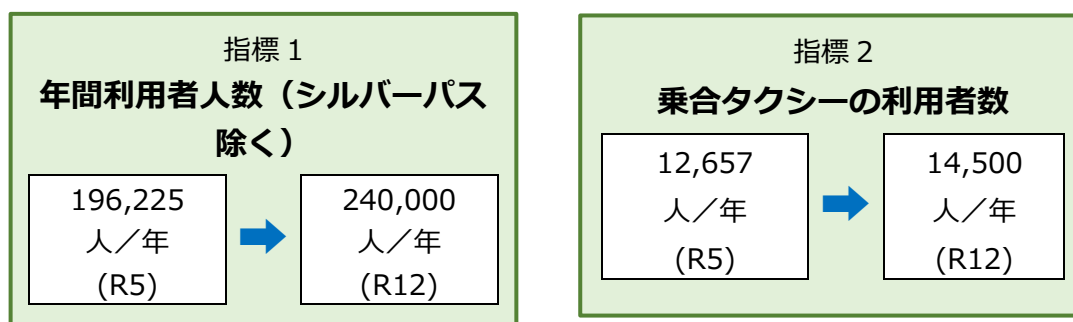 指標1
年間利用者人数（シルバーパス
除く）
196,225
人／年
(R5)
240,000
人／年
(R12)
指標2
乗合タクシーの利用者数
12,657
人／年
(R5)
14,500
人／年
(R12)